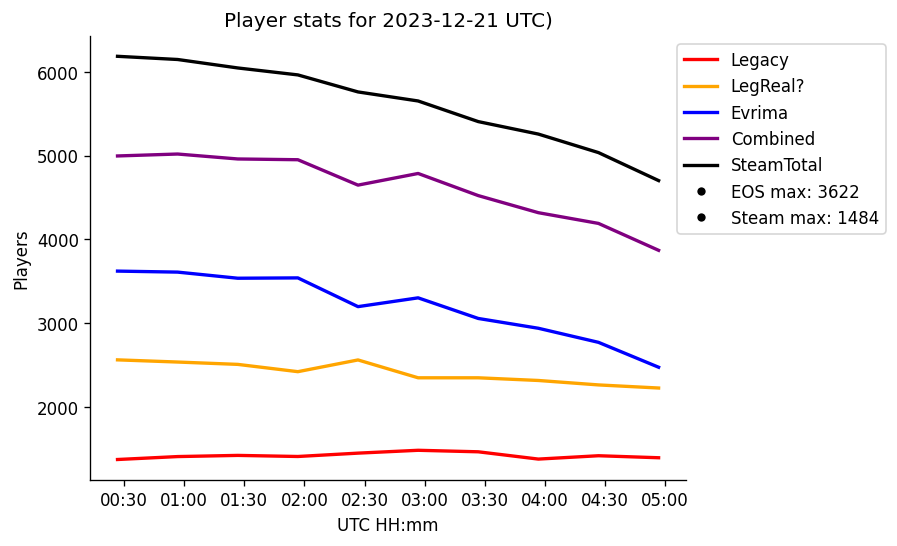 Player stats for 2023-12-21 UTC)
Legacy
LegReal?
Evrima
Combined
SteamTotal
EOS max: 3622
Steam max: 1484
Players
6000
5000
4000
3000
2000
00:30 01:00 01:30 02:00 02:30 03:00 03:30 04:00 04:30 05:00
UTC HH:mm